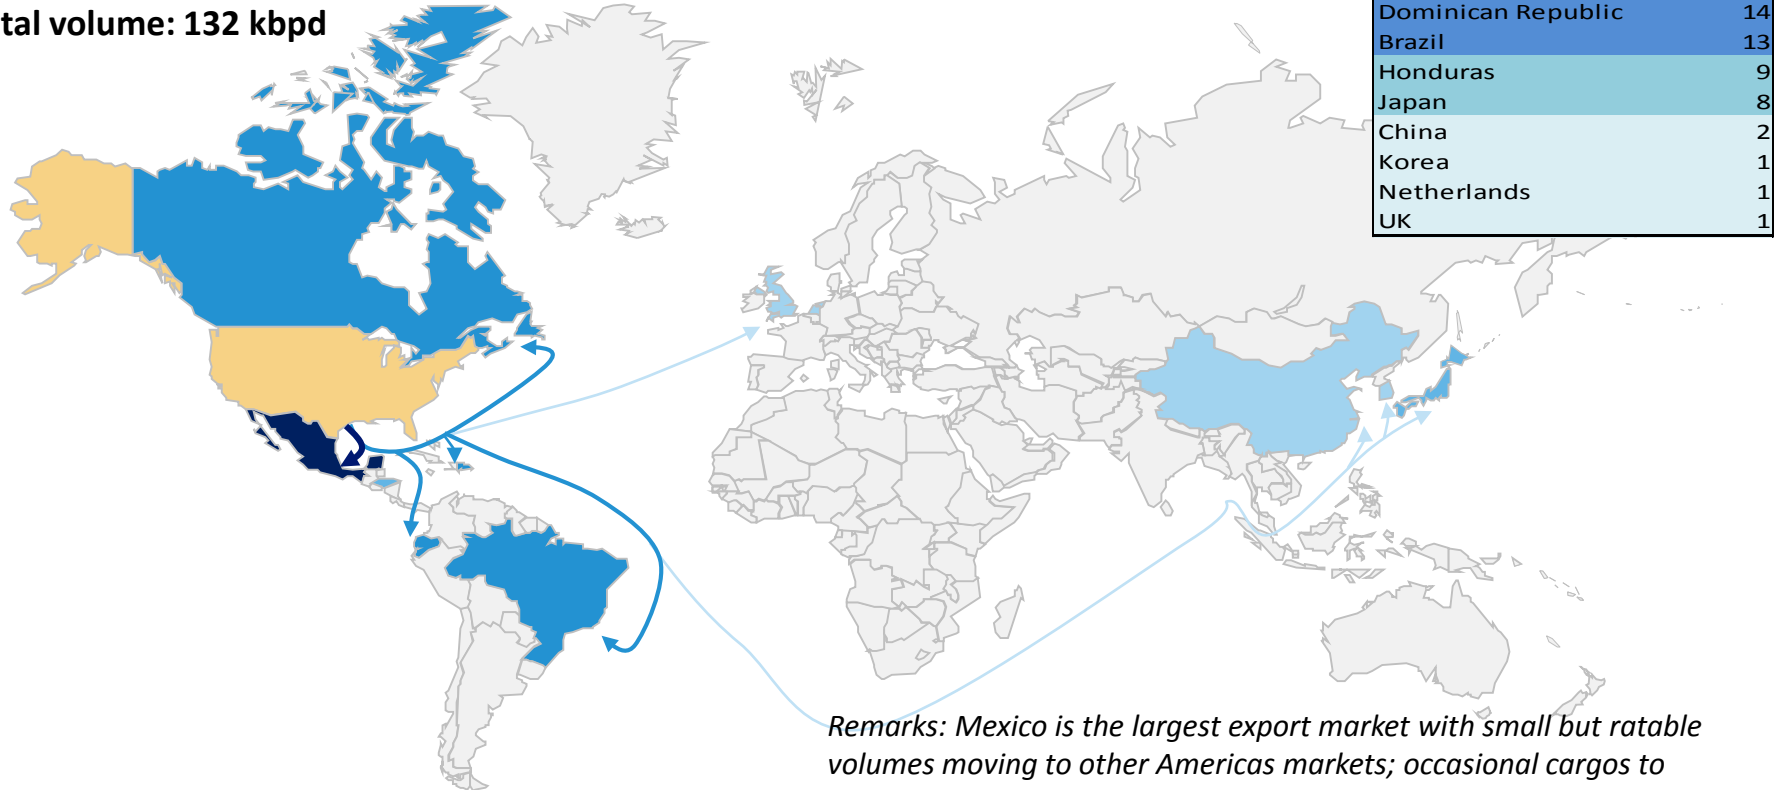 tal volume: 132 kbpd
Dominican Republic 14
Brazil 13
Honduras 9
Japan 8
China 2
Korea 1
Netherlands 1
UK 1
Remarks: Mexico is the largest export market with small but ratable
volumes moving to other Americas markets; occasional cargos to